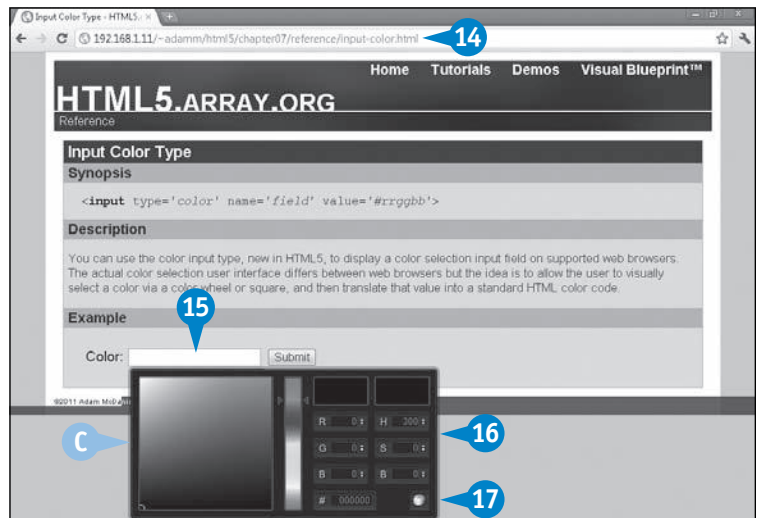 Input Color Type - HTML5.
192.168.1.11/~adamm/html5/chapter07/reference/input-color.html
14
Home Tutorials Demos Visual Blueprint™
HTML5.ARRAY.ORG
Reference
Input Color Type
Synopsis
<input type='color' name='field' value='#rrggbb'>
Description
You can use the color input type, new in HTML5, to display a color selection input field on supported web browsers.
The actual color selection user interface differs between web browsers but the idea is to allow the user to visually
select a color via a color wheel or square, and then translate that value into a standard HTML color code.
15
Example
Color: Submit
©2011 Adam
C
R 0 H 300
G 0 S 0
B 0 B 0
16
# 000000
17